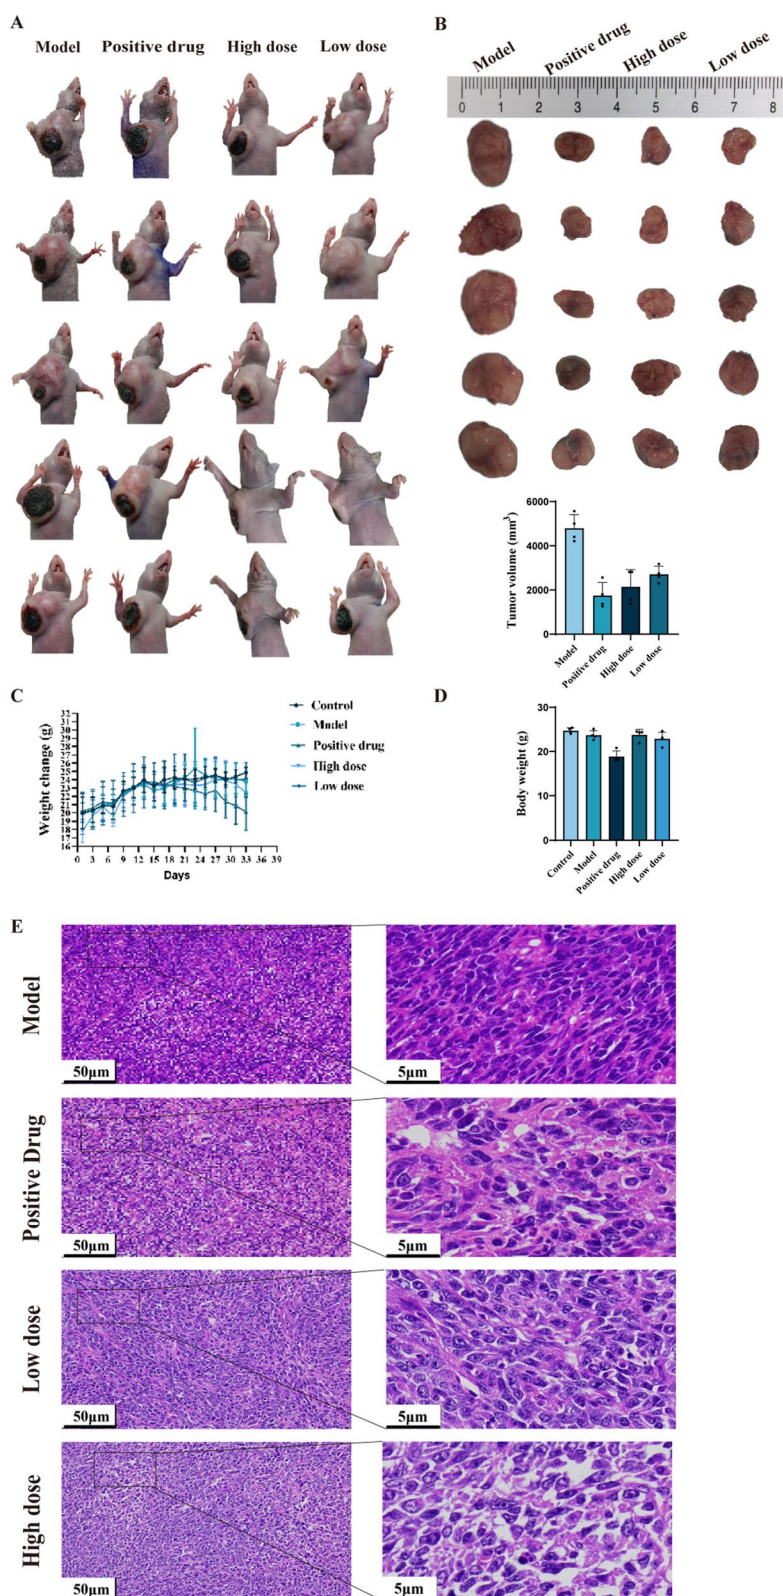 A
Model Positive drug High dose Low dose
B
Model Positive drug High dose Low dose
0 1 2 3 4 5 6 7 8
Tumor volume (mm3)
6000
4000
2000
0
Model Positive drug High dose Low dose
C
Weight change (g)
32
31
30
29
28
27
26
25
24
23
22
21
20
19
18
17
16
0 3 6 9 12 15 18 21 24 27 30 33 36 39
Days
Control
Model
Positive drug
High dose
Low dose
D
Body weight (g)
30
20
10
0
Control Model Positive drug High dose Low dose
E
Model
50μm 5μm
Positive Drug
50μm 5μm
Low dose
50μm 5μm
High dose
50μm 5μm